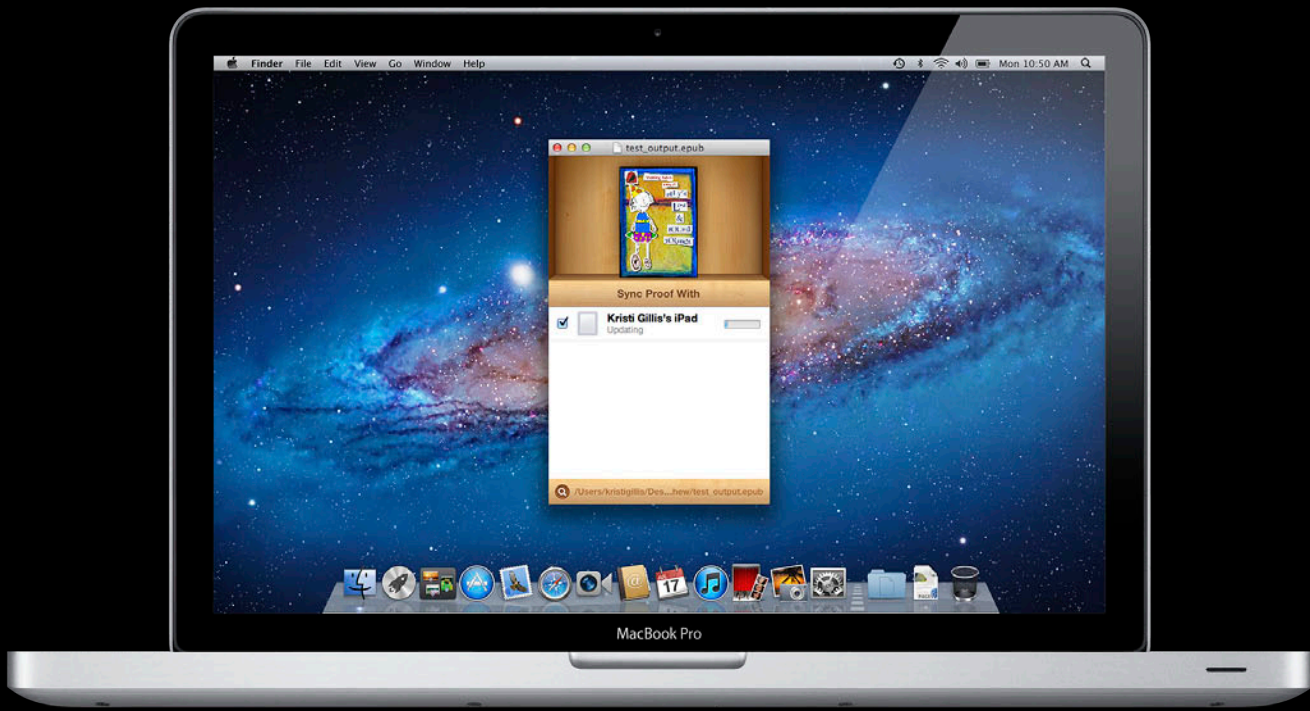 Finder File Edit View Go Window Help
Mon 10:50 AM
test_output.epub
Sync Proof With
Kristi Gillis's iPad
Updating
/Users/kristigillis/Des...hew/test_output.epub
17
MacBook Pro